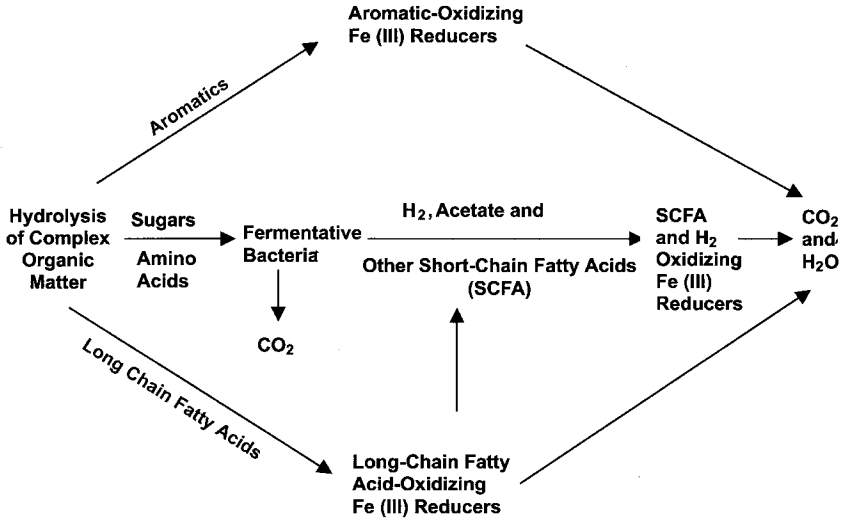 Aromatic-Oxidizing
Fe (III) Reducers
Aromatics
Hydrolysis
of Complex
Organic
Matter
Sugars
Amino
Acids
Fermentative
Bacteria
CO₂
H₂, Acetate and
Other Short-Chain Fatty Acids
(SCFA)
SCFA
and H₂
Oxidizing
Fe (III)
Reducers
CO₂
and
H₂O
Long Chain Fatty Acids
Long-Chain Fatty
Acid-Oxidizing
Fe (III) Reducers